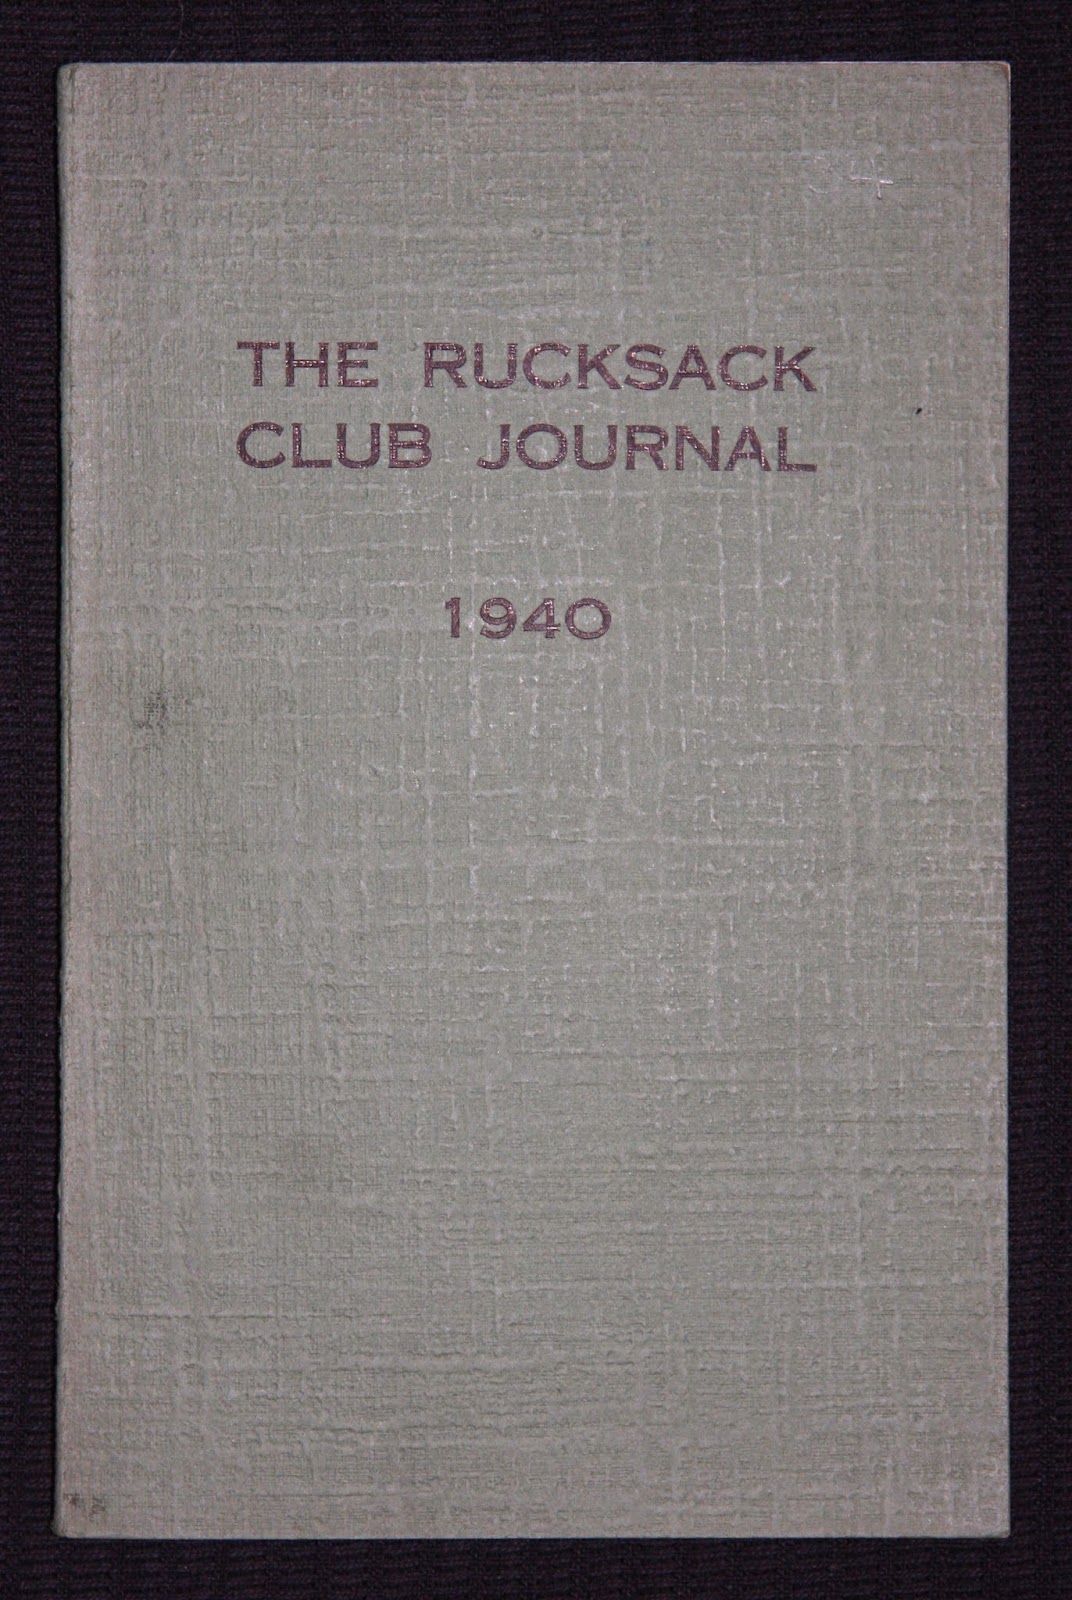 THE RUCKSACK
CLUB JOURNAL
1940